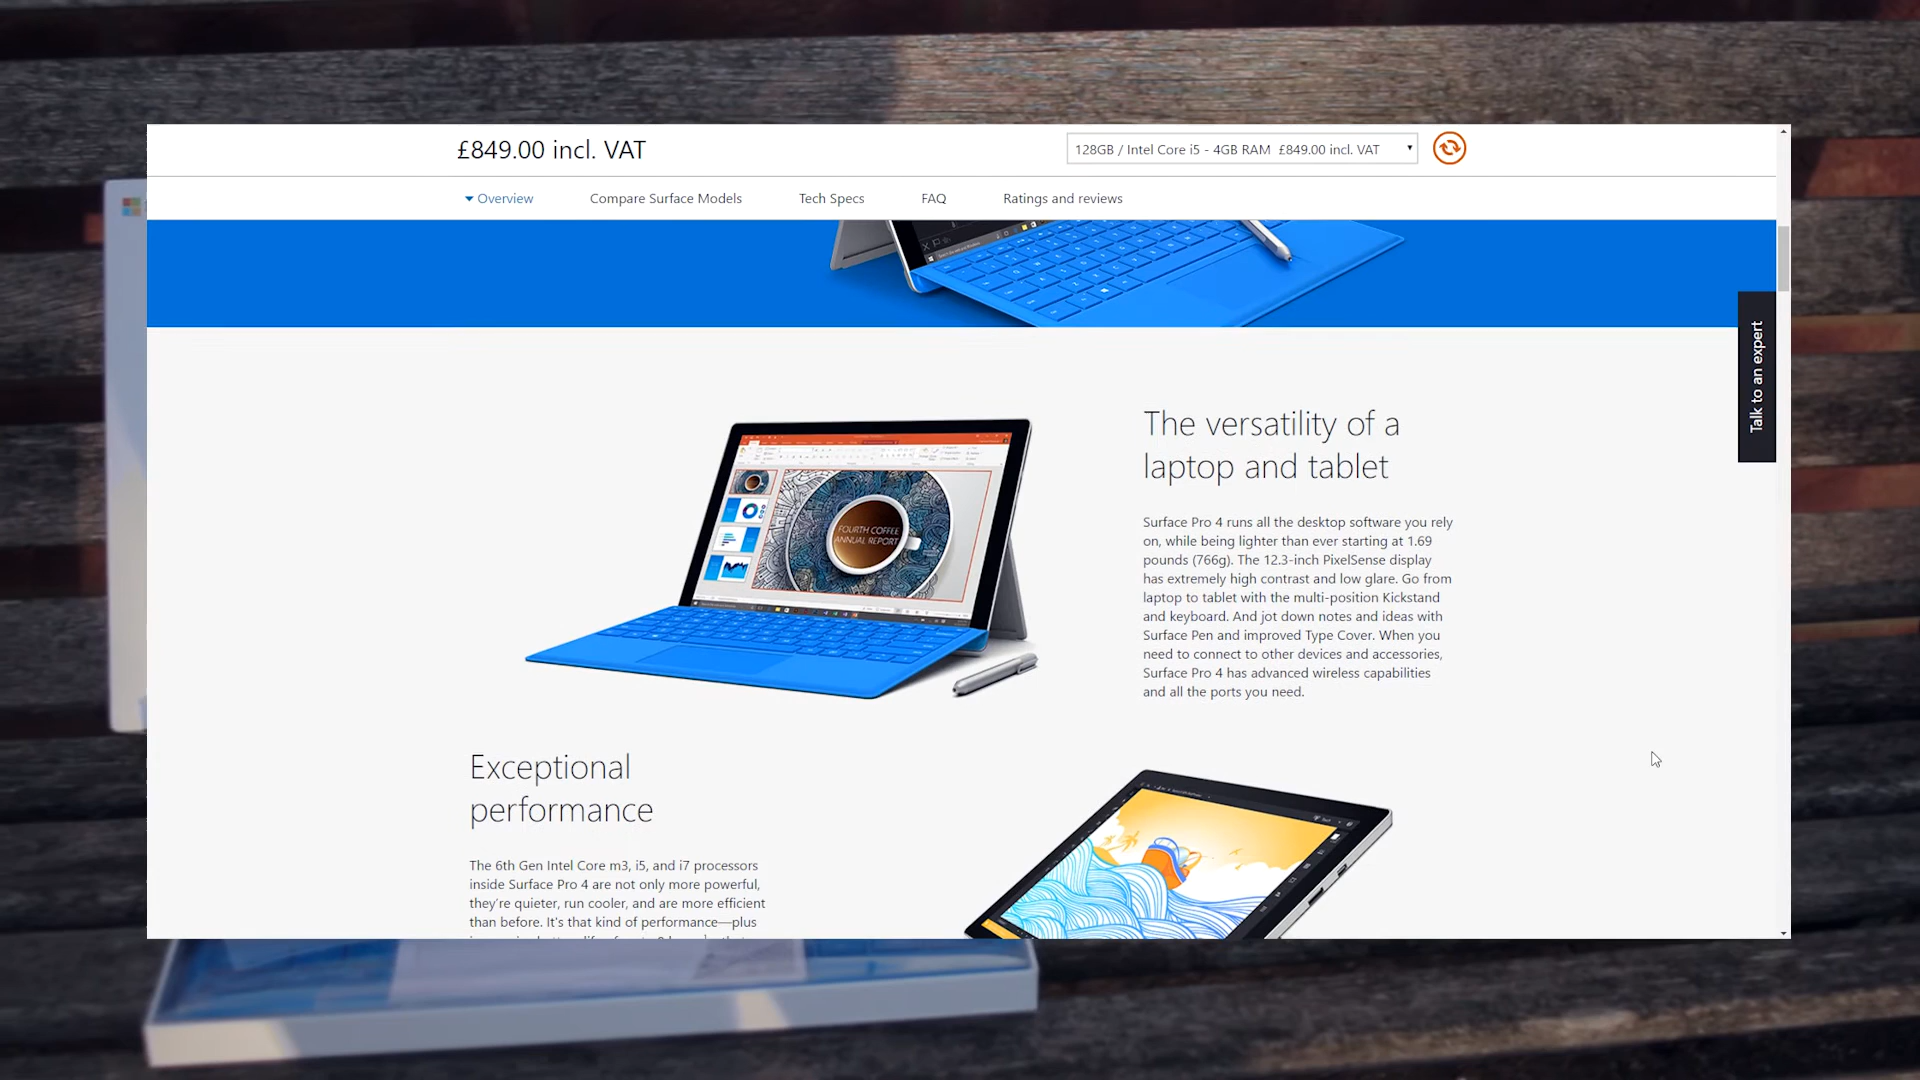 £849.00 incl. VAT
128GB / Intel Core i5 - 4GB RAM £849.00 incl. VAT
Overview
Compare Surface Models
Tech Specs
FAQ
Ratings and reviews
Talk to an expert
The versatility of a
laptop and tablet
FOURTH COFFEE
ANNUAL REPORT
Surface Pro 4 runs all the desktop software you rely
on, while being lighter than ever starting at 1.69
pounds (766g). The 12.3-inch PixelSense display
has extremely high contrast and low glare. Go from
laptop to tablet with the multi-position Kickstand
and keyboard. And jot down notes and ideas with
Surface Pen and improved Type Cover. When you
need to connect to other devices and accessories,
Surface Pro 4 has advanced wireless capabilities
and all the ports you need.
Exceptional
performance
The 6th Gen Intel Core m3, i5, and i7 processors
inside Surface Pro 4 are not only more powerful,
they're quieter, run cooler, and are more efficient
than before. It's that kind of performance—plus